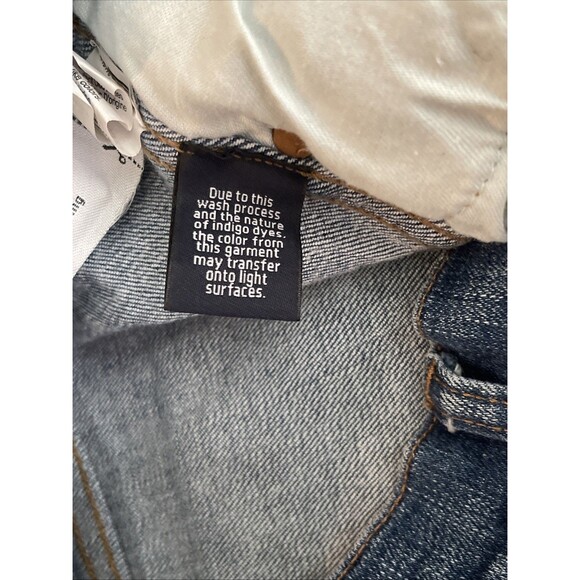 Due to this
wash process
and the nature
of indigo dyes,
the color from
this garment
may transfer
onto light
surfaces.